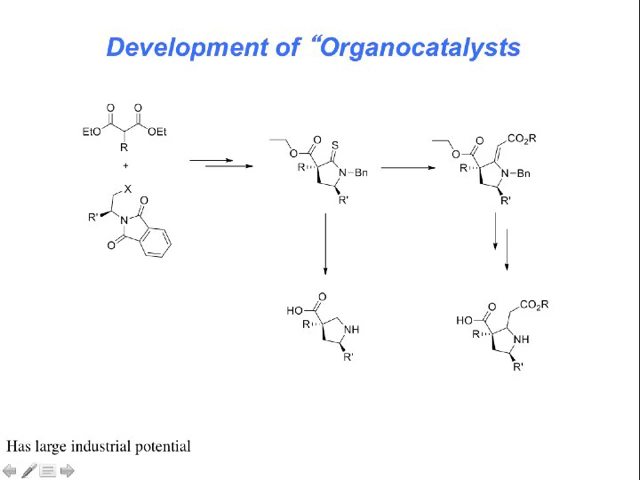 Development of “Organocatalysts
O O
EtO OEt
R
+
X
R' N O
O
O S
O
R N Bn
R'
O CO₂R
O
R N Bn
R'
O
HO
R NH
R'
O CO₂R
HO
R NH
R'
Has large industrial potential